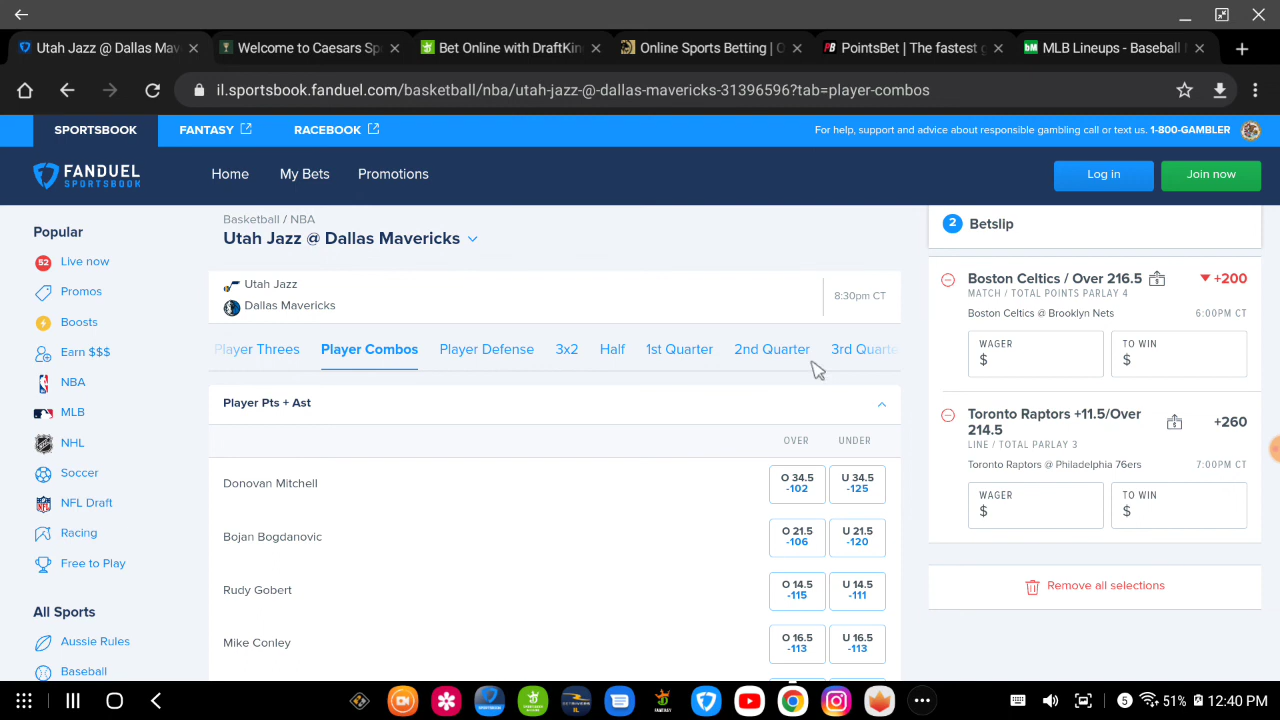 Utah Jazz @ Dallas Mav
Welcome to Caesars Sp
Bet Online with DraftKin
Online Sports Betting | O
PointsBet | The fastest g
bM
MLB Lineups - Baseball
il.sportsbook.fanduel.com/basketball/nba/utah-jazz-@-dallas-mavericks-31396596?tab=player-combos
SPORTSBOOK
FANTASY
RACEBOOK
For help, support and advice about responsible gambling call or text us. 1-800-GAMBLER
FANDUEL
SPORTSBOOK
Home
My Bets
Promotions
Log in
Join now
Popular
52
Live now
Promos
Boosts
Earn $$$
NBA
MLB
NHL
Soccer
NFL Draft
Racing
Free to Play
All Sports
Aussie Rules
Baseball
Basketball / NBA
Utah Jazz @ Dallas Mavericks
Utah Jazz
Dallas Mavericks
8:30pm CT
Player Threes
Player Combos
Player Defense
3x2
Half
1st Quarter
2nd Quarter
3rd Quarte
Player Pts + Ast
OVER
UNDER
Donovan Mitchell
O 34.5
-102
U 34.5
-125
Bojan Bogdanovic
O 21.5
-106
U 21.5
-120
Rudy Gobert
O 14.5
-115
U 14.5
-111
Mike Conley
O 16.5
-113
U 16.5
-113
2
Betslip
Boston Celtics / Over 216.5
+200
MATCH / TOTAL POINTS PARLAY 4
Boston Celtics @ Brooklyn Nets
6:00PM CT
WAGER
$
TO WIN
$
Toronto Raptors +11.5/Over
214.5
+260
LINE / TOTAL PARLAY 3
Toronto Raptors @ Philadelphia 76ers
7:00PM CT
WAGER
$
TO WIN
$
Remove all selections
5
51%
12:40 PM